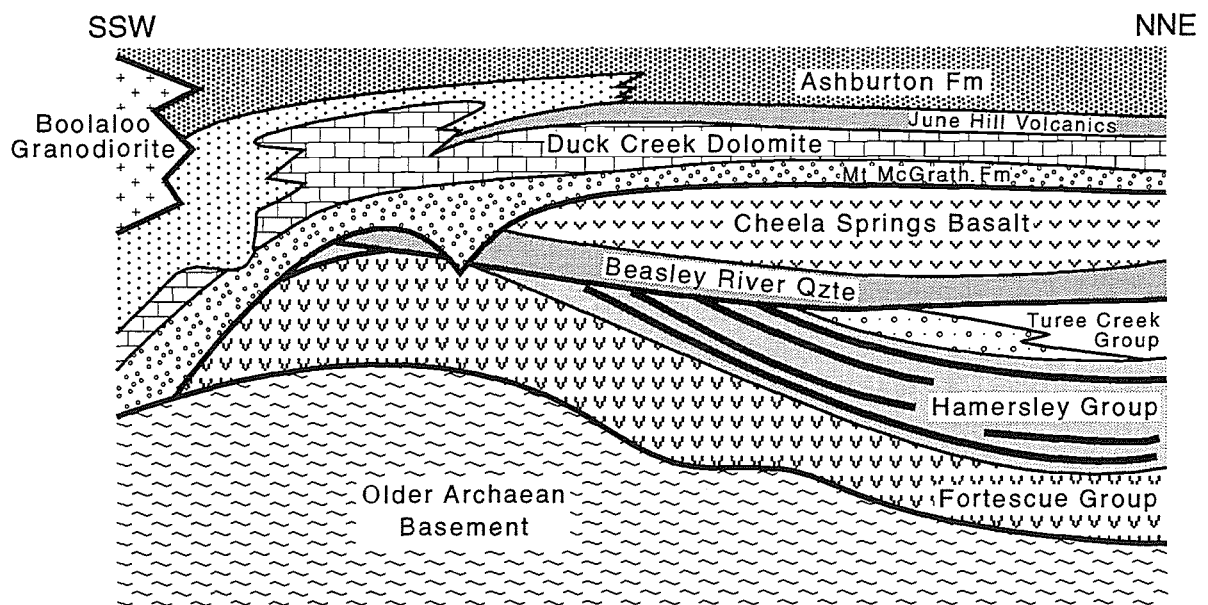 SSW
NNE
Ashburton Fm
June Hill Volcanics
Boolaloo
Granodiorite
Duck Creek Dolomite
Mt McGrath Fm
Cheela Springs Basalt
Beasley River Qzte
Turee Creek
Group
Hamersley Group
Older Archaean
Basement
Fortescue Group